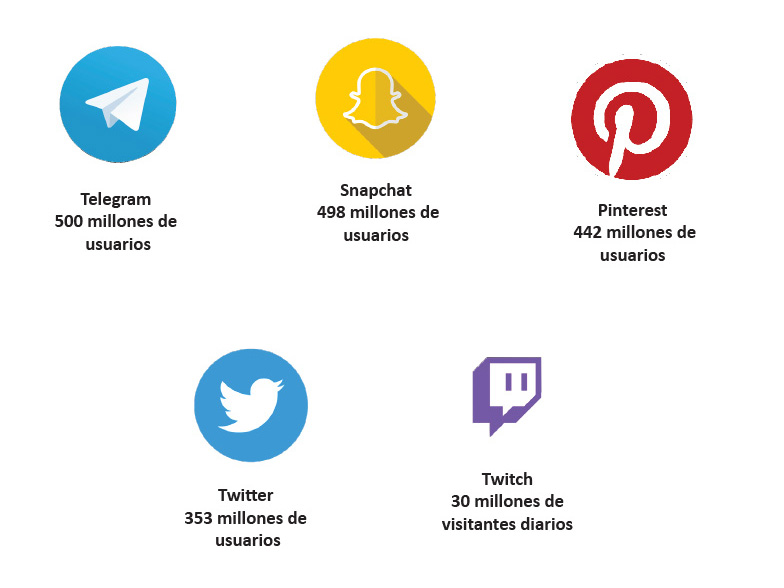 Telegram
500 millones de
usuarios
Snapchat
498 millones de
usuarios
Pinterest
442 millones de
usuarios
Twitter
353 millones de
usuarios
Twitch
30 millones de
visitantes diarios